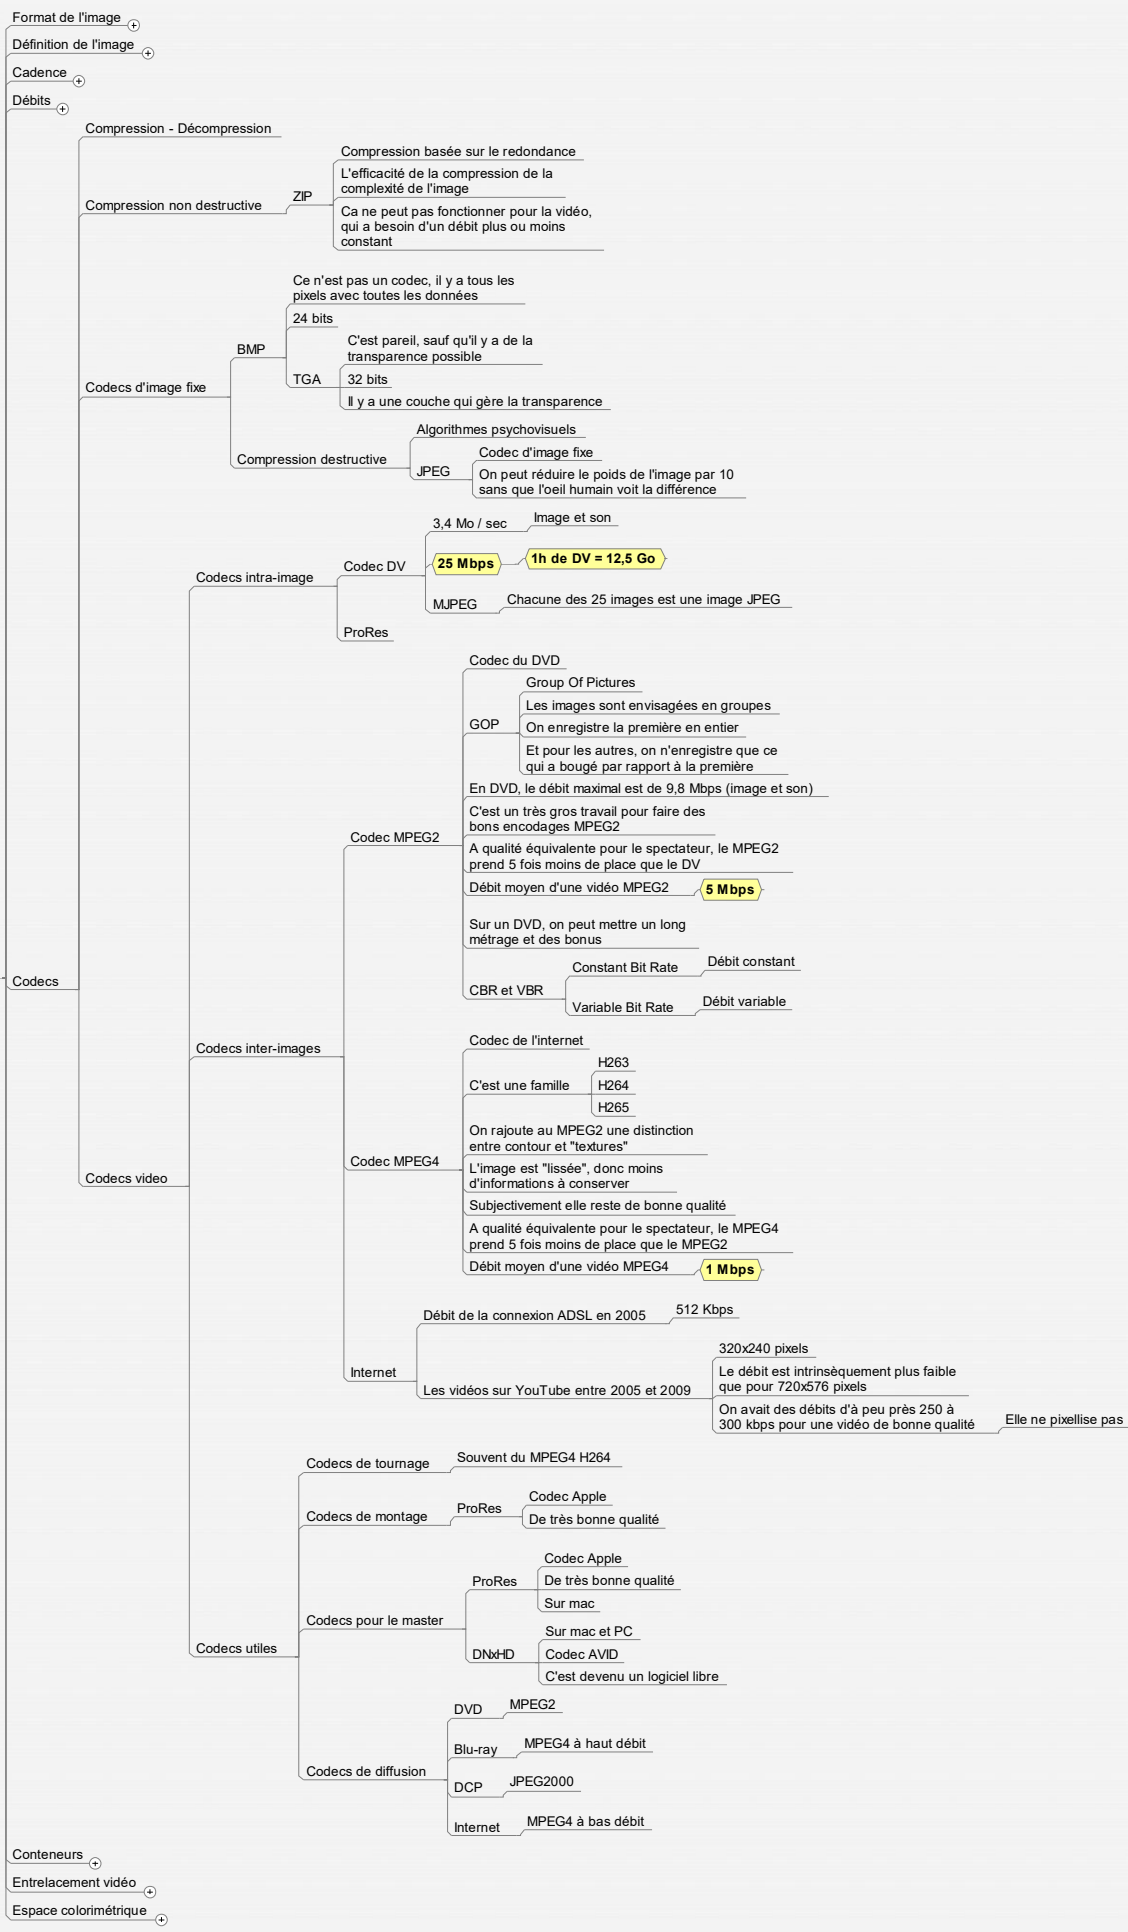 Format de l'image
Définition de l'image
Cadence
Débits
Codecs
Compression - Décompression
Compression non destructive
ZIP
Compression basée sur le redondance
L'efficacité de la compression de la
complexité de l'image
Ca ne peut pas fonctionner pour la vidéo,
qui a besoin d'un débit plus ou moins
constant
Codecs d'image fixe
BMP
Ce n'est pas un codec, il y a tous les
pixels avec toutes les données
24 bits
TGA
C'est pareil, sauf qu'il y a de la
transparence possible
32 bits
Il y a une couche qui gère la transparence
Compression destructive
Algorithmes psychovisuels
JPEG
Codec d'image fixe
On peut réduire le poids de l'image par 10
sans que l'oeil humain voit la différence
Codecs video
Codecs intra-image
Codec DV
3,4 Mo / sec
Image et son
25 Mbps
1h de DV = 12,5 Go
MJPEG
Chacune des 25 images est une image JPEG
ProRes
Codecs inter-images
Codec MPEG2
Codec du DVD
GOP
Group Of Pictures
Les images sont envisagées en groupes
On enregistre la première en entier
Et pour les autres, on n'enregistre que ce
qui a bougé par rapport à la première
En DVD, le débit maximal est de 9,8 Mbps (image et son)
C'est un très gros travail pour faire des
bons encodages MPEG2
A qualité équivalente pour le spectateur, le MPEG2
prend 5 fois moins de place que le DV
Débit moyen d'une vidéo MPEG2
5 Mbps
Sur un DVD, on peut mettre un long
métrage et des bonus
CBR et VBR
Constant Bit Rate
Débit constant
Variable Bit Rate
Débit variable
Codec MPEG4
Codec de l'internet
C'est une famille
H263
H264
H265
On rajoute au MPEG2 une distinction
entre contour et "textures"
L'image est "lissée", donc moins
d'informations à conserver
Subjectivement elle reste de bonne qualité
A qualité équivalente pour le spectateur, le MPEG4
prend 5 fois moins de place que le MPEG2
Débit moyen d'une vidéo MPEG4
1 Mbps
Internet
Débit de la connexion ADSL en 2005
512 Kbps
Les vidéos sur YouTube entre 2005 et 2009
320x240 pixels
Le débit est intrinsèquement plus faible
que pour 720x576 pixels
On avait des débits d'à peu près 250 à
300 kbps pour une vidéo de bonne qualité
Elle ne pixellise pas
Codecs utiles
Codecs de tournage
Souvent du MPEG4 H264
Codecs de montage
ProRes
Codec Apple
De très bonne qualité
Codecs pour le master
ProRes
Codec Apple
De très bonne qualité
Sur mac
DNxHD
Sur mac et PC
Codec AVID
C'est devenu un logiciel libre
Codecs de diffusion
DVD
MPEG2
Blu-ray
MPEG4 à haut débit
DCP
JPEG2000
Internet
MPEG4 à bas débit
Conteneurs
Entrelacement vidéo
Espace colorimétrique